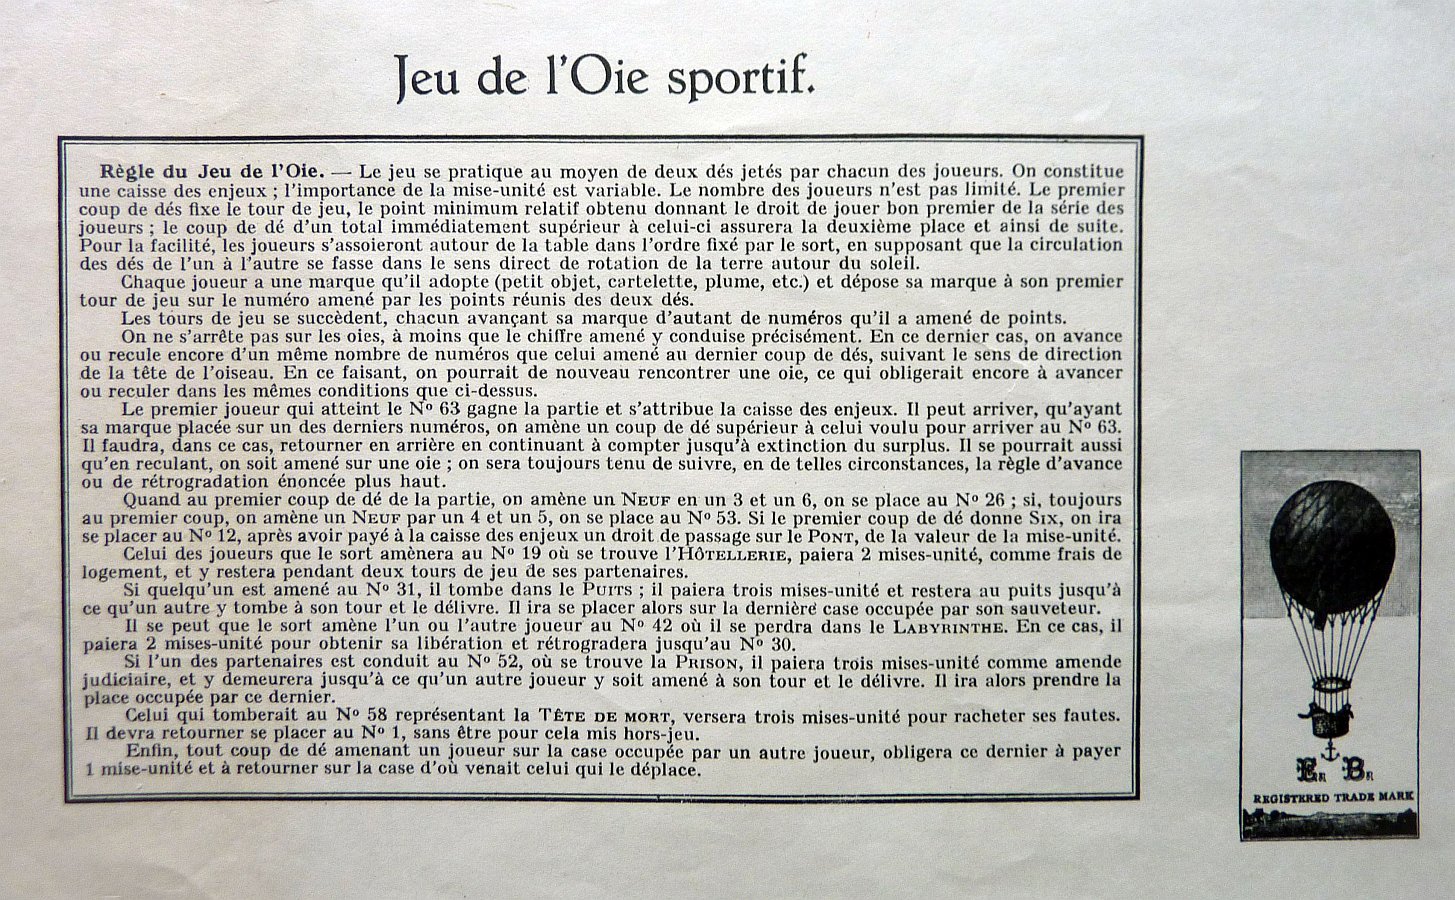 Jeu de l'Oie sportif.
Règle du Jeu de l'Oie. — Le jeu se pratique au moyen de deux dés jetés par chacun des joueurs. On constitue
une caisse des enjeux ; l'importance de la mise-unité est variable. Le nombre des joueurs n'est pas limité. Le premier
coup de dés fixe le tour de jeu, le point minimum relatif obtenu donnant le droit de jouer bon premier de la série des
joueurs ; le coup de dé d'un total immédiatement supérieur à celui-ci assurera la deuxième place et ainsi de suite.
Pour la facilité, les joueurs s'assoieront autour de la table dans l'ordre fixé par le sort, en supposant que la circulation
des dés de l'un à l'autre se fasse dans le sens direct de rotation de la terre autour du soleil.
Chaque joueur a une marque qu'il adopte (petit objet, cartelette, plume, etc.) et dépose sa marque à son premier
tour de jeu sur le numéro amené par les points réunis des deux dés.
Les tours de jeu se succèdent, chacun avançant sa marque d'autant de numéros qu'il a amené de points.
On ne s'arrête pas sur les oies, à moins que le chiffre amené y conduise précisément. En ce dernier cas, on avance
ou recule encore d'un même nombre de numéros que celui amené au dernier coup de dés, suivant le sens de direction
de la tête de l'oiseau. En ce faisant, on pourrait de nouveau rencontrer une oie, ce qui obligerait encore à avancer
ou reculer dans les mêmes conditions que ci-dessus.
Le premier joueur qui atteint le N° 63 gagne la partie et s'attribue la caisse des enjeux. Il peut arriver, qu'ayant
sa marque placée sur un des derniers numéros, on amène un coup de dé supérieur à celui voulu pour arriver au N° 63.
Il faudra, dans ce cas, retourner en arrière en continuant à compter jusqu'à extinction du surplus. Il se pourrait aussi
qu'en reculant, on soit amené sur une oie ; on sera toujours tenu de suivre, en de telles circonstances, la règle d'avance
ou de rétrogradation énoncée plus haut.
Quand au premier coup de dé de la partie, on amène un NEUF en un 3 et un 6, on se place au N° 26 ; si, toujours
au premier coup, on amène un NEUF par un 4 et un 5, on se place au N° 53. Si le premier coup de dé donne SIX, on ira
se placer au N° 12, après avoir payé à la caisse des enjeux un droit de passage sur le PONT, de la valeur de la mise-unité.
Celui des joueurs que le sort amènera au N° 19 où se trouve l'HÔTELLERIE, paiera 2 mises-unité, comme frais de
logement, et y restera pendant deux tours de jeu de ses partenaires.
Si quelqu'un est amené au N° 31, il tombe dans le PUITS ; il paiera trois mises-unité et restera au puits jusqu'à
ce qu'un autre y tombe à son tour et le délivre. Il ira se placer alors sur la dernière case occupée par son sauveteur.
Il se peut que le sort amène l'un ou l'autre joueur au N° 42 où il se perdra dans le LABYRINTHE. En ce cas, il
paiera 2 mises-unité pour obtenir sa libération et rétrogradera jusqu'au N° 30.
Si l'un des partenaires est conduit au N° 52, où se trouve la PRISON, il paiera trois mises-unité comme amende
judiciaire, et y demeurera jusqu'à ce qu'un autre joueur y soit amené à son tour et le délivre. Il ira alors prendre la
place occupée par ce dernier.
Celui qui tomberait au N° 58 représentant la TÊTE DE MORT, versera trois mises-unité pour racheter ses fautes.
Il devra retourner se placer au N° 1, sans être pour cela mis hors-jeu.
Enfin, tout coup de dé amenant un joueur sur la case occupée par un autre joueur, obligera ce dernier à payer
1 mise-unité et à retourner sur la case d'où venait celui qui le déplace.
REGISTERED TRADE MARK